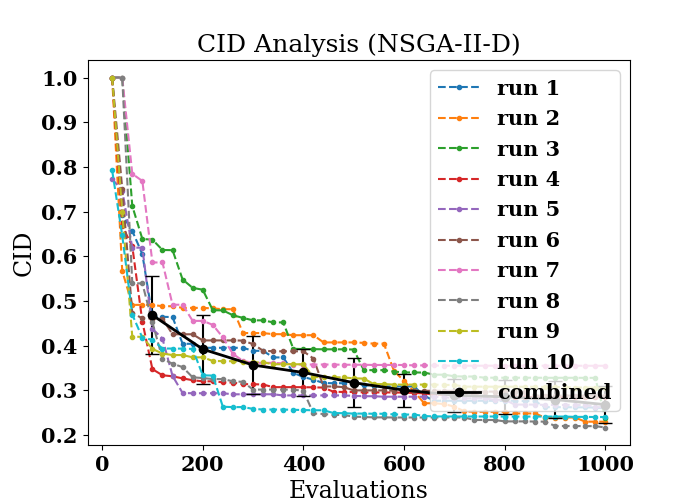 CID Analysis (NSGA-II-D)
1.0
0.9
0.8
0.7
0.6
0.5
0.4
0.3
0.2
CID
0
200
400
600
800
1000
Evaluations
run 1
run 2
run 3
run 4
run 5
run 6
run 7
run 8
run 9
run 10
combined